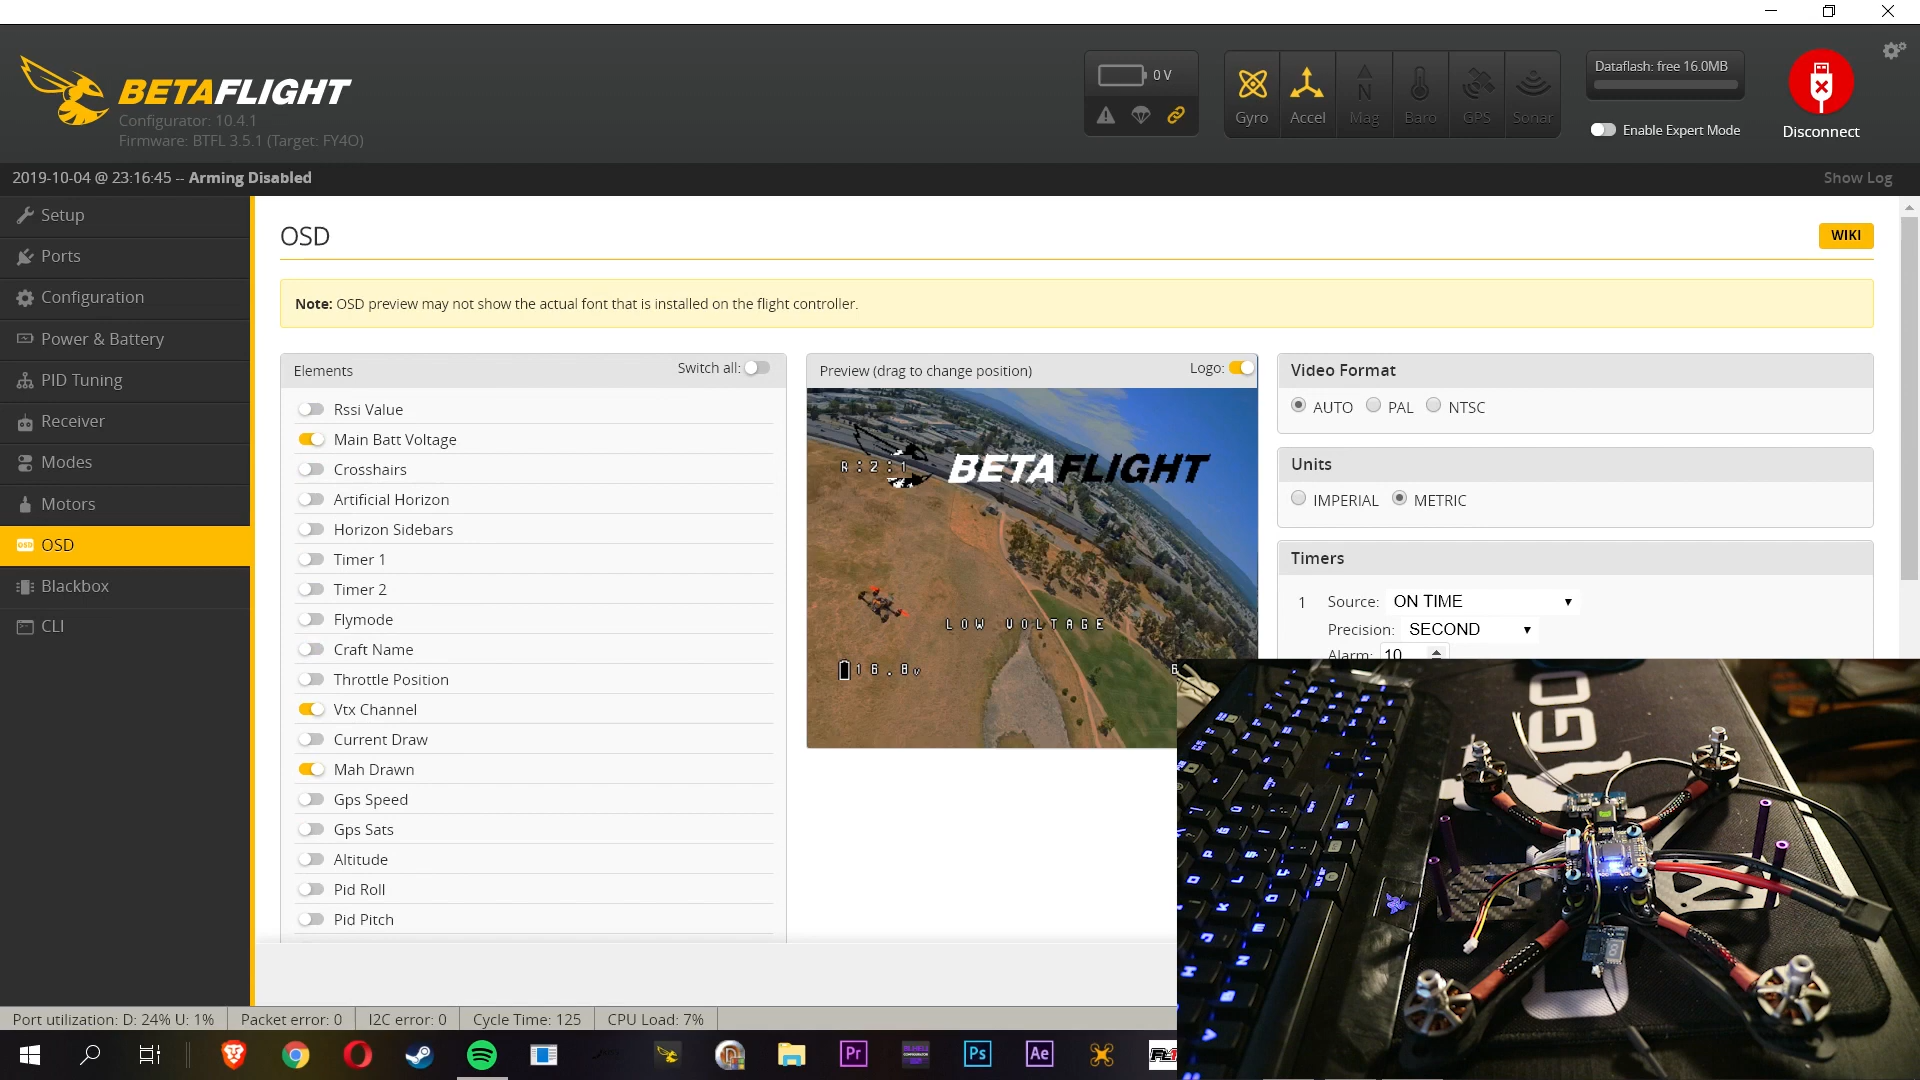 BETAFLIGHT
Configurator: 10.4.1
Firmware: BTFL 3.5.1 (Target: FY4O)
0 V
Gyro
Accel
Mag
Baro
GPS
Sonar
Dataflash: free 16.0MB
Enable Expert Mode
Disconnect
2019-10-04 @ 23:16:45 -- Arming Disabled
Show Log
Setup
Ports
Configuration
Power & Battery
PID Tuning
Receiver
Modes
Motors
OSD
Blackbox
CLI
OSD
WIKI
Note: OSD preview may not show the actual font that is installed on the flight controller.
Elements
Switch all:
Rssi Value
Main Batt Voltage
Crosshairs
Artificial Horizon
Horizon Sidebars
Timer 1
Timer 2
Flymode
Craft Name
Throttle Position
Vtx Channel
Current Draw
Mah Drawn
Gps Speed
Gps Sats
Altitude
Pid Roll
Pid Pitch
Preview (drag to change position)
Logo:
R:2:1
BETAFLIGHT
LOW VOLTAGE
16.8v
Video Format
AUTO
PAL
NTSC
Units
IMPERIAL
METRIC
Timers
1
Source: ON TIME
Precision: SECOND
Alarm: 10
Port utilization: D: 24% U: 1%
Packet error: 0
I2C error: 0
Cycle Time: 125
CPU Load: 7%
Pr
Ps
Ae